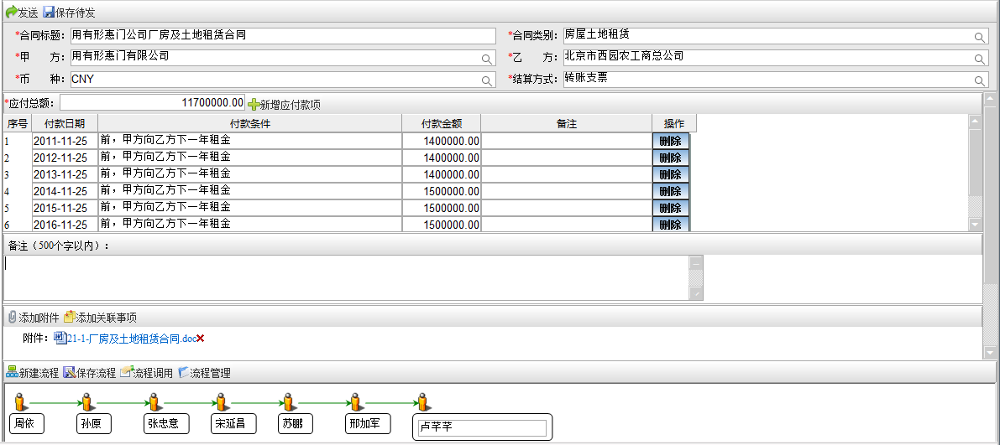 发送 保存待发
*合同标题: 用有形惠门公司厂房及土地租赁合同 *合同类别: 房屋土地租赁
*甲 方: 用有形惠门有限公司 *乙 方: 北京市西园农工商总公司
*币 种: CNY *结算方式: 转账支票
*应付总额: 11700000.00 新增应付款项
序号 付款日期 付款条件 付款金额 备注 操作
1 2011-11-25 前，甲方向乙方下一年租金 1400000.00 删除
2 2012-11-25 前，甲方向乙方下一年租金 1400000.00 删除
3 2013-11-25 前，甲方向乙方下一年租金 1400000.00 删除
4 2014-11-25 前，甲方向乙方下一年租金 1500000.00 删除
5 2015-11-25 前，甲方向乙方下一年租金 1500000.00 删除
6 2016-11-25 前，甲方向乙方下一年租金 1500000.00 删除
备注（500个字以内）:
添加附件 添加关联事项
附件: 21-1-厂房及土地租赁合同.doc
新建流程 保存流程 流程调用 流程管理
周依 孙原 张忠意 宋延昌 苏鹏 邢加军 卢芊芊